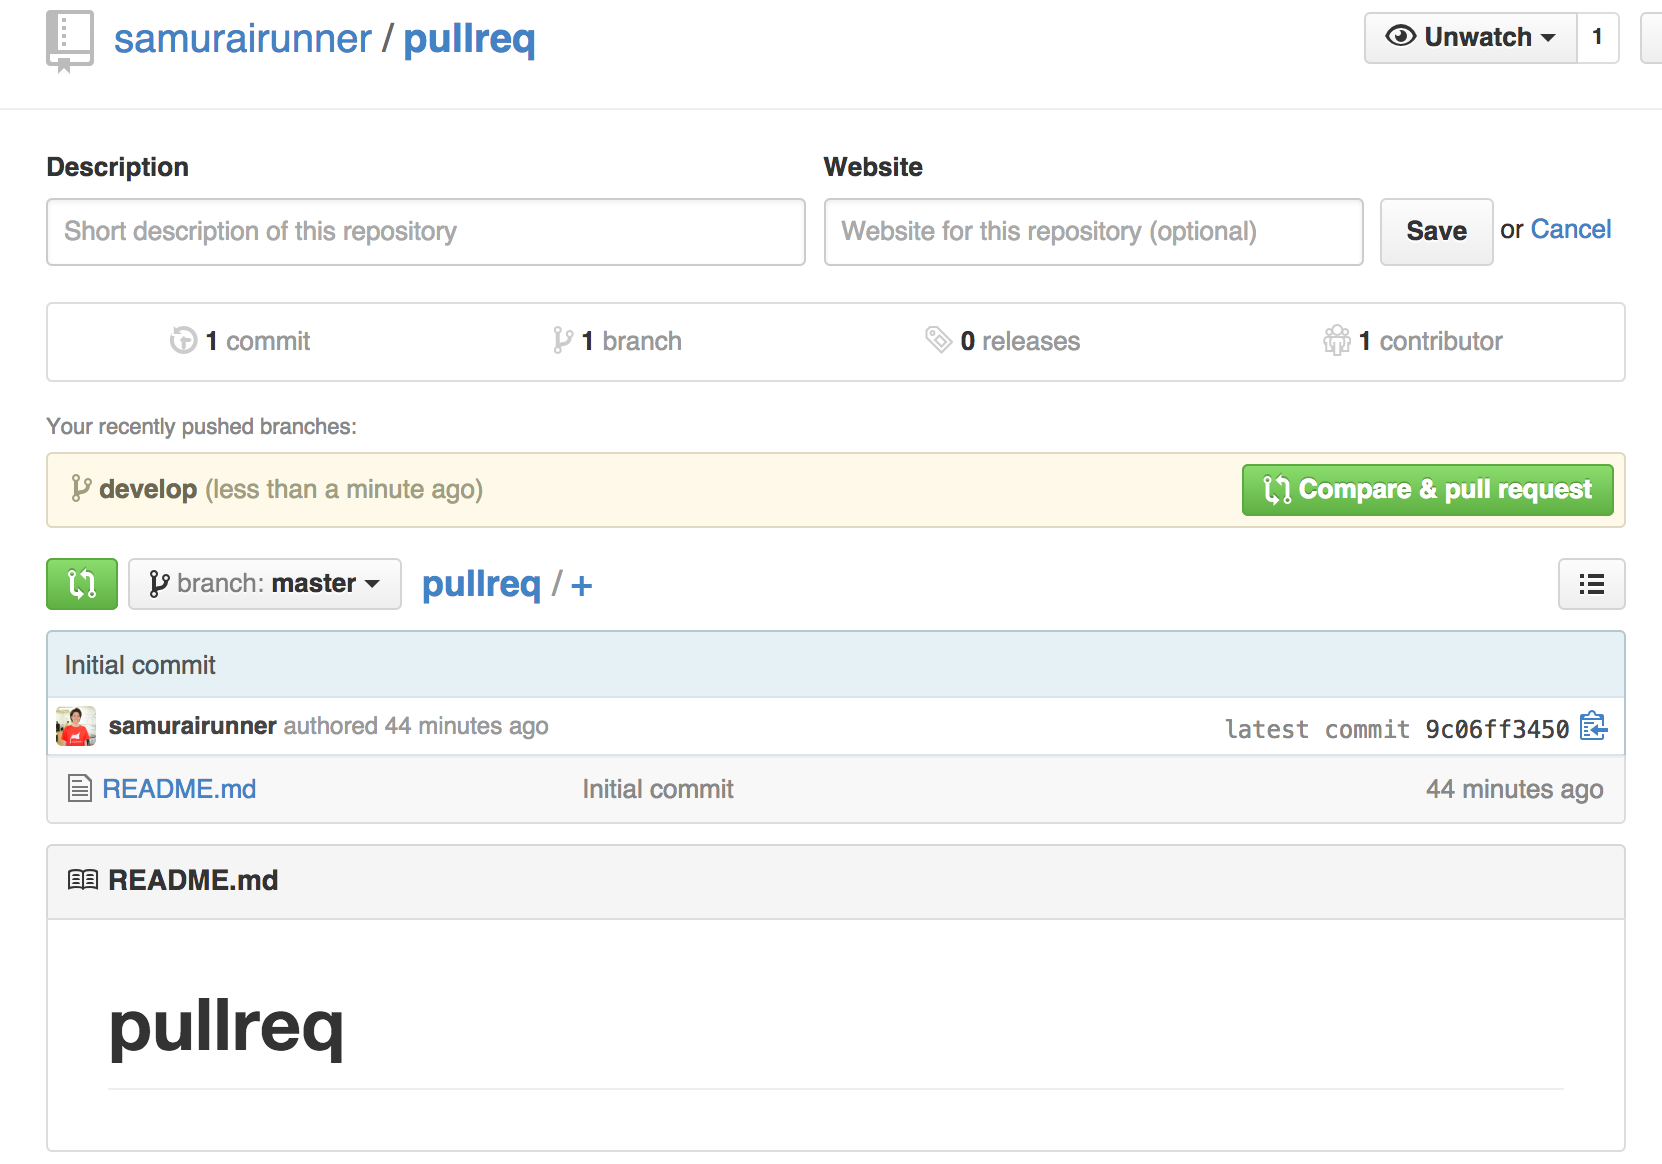 samurairunner / pullreq
Unwatch 1
Description Website
Short description of this repository Website for this repository (optional) Save or Cancel
1 commit 1 branch 0 releases 1 contributor
Your recently pushed branches:
develop (less than a minute ago) Compare & pull request
branch: master pullreq / +
Initial commit
samurairunner authored 44 minutes ago latest commit 9c06ff3450
README.md Initial commit 44 minutes ago
README.md
pullreq